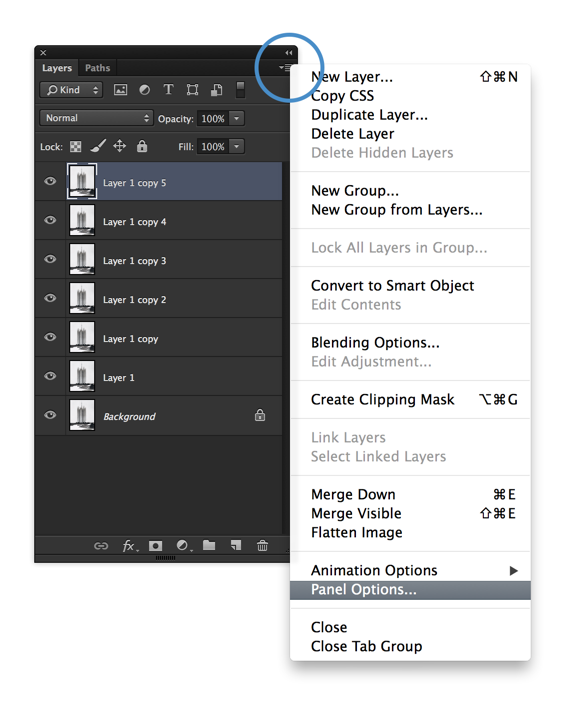 Layers Paths
Kind
Normal Opacity: 100%
Lock: Fill: 100%
Layer 1 copy 5
Layer 1 copy 4
Layer 1 copy 3
Layer 1 copy 2
Layer 1 copy
Layer 1
Background
fx
New Layer... ⇧⌘N
Copy CSS
Duplicate Layer...
Delete Layer
Delete Hidden Layers
New Group...
New Group from Layers...
Lock All Layers in Group...
Convert to Smart Object
Edit Contents
Blending Options...
Edit Adjustment...
Create Clipping Mask ⌥⌘G
Link Layers
Select Linked Layers
Merge Down ⌘E
Merge Visible ⇧⌘E
Flatten Image
Animation Options
Panel Options...
Close
Close Tab Group